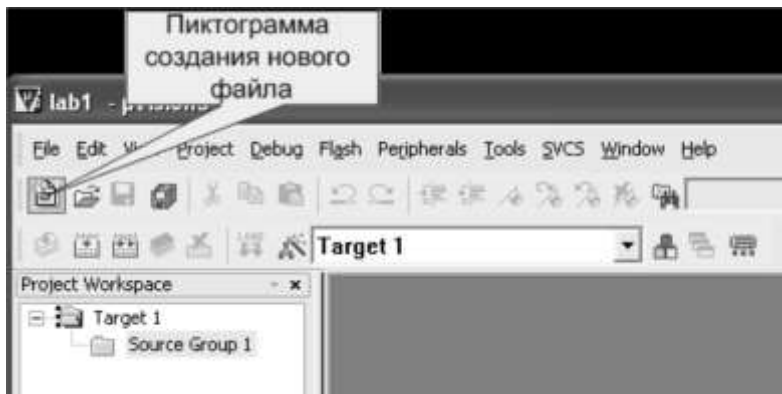 Пиктограмма
создания нового
файла
lab1 -
File Edit Project Debug Flash Peripherals Tools SVCS Window Help
Target 1
Project Workspace
Target 1
Source Group 1